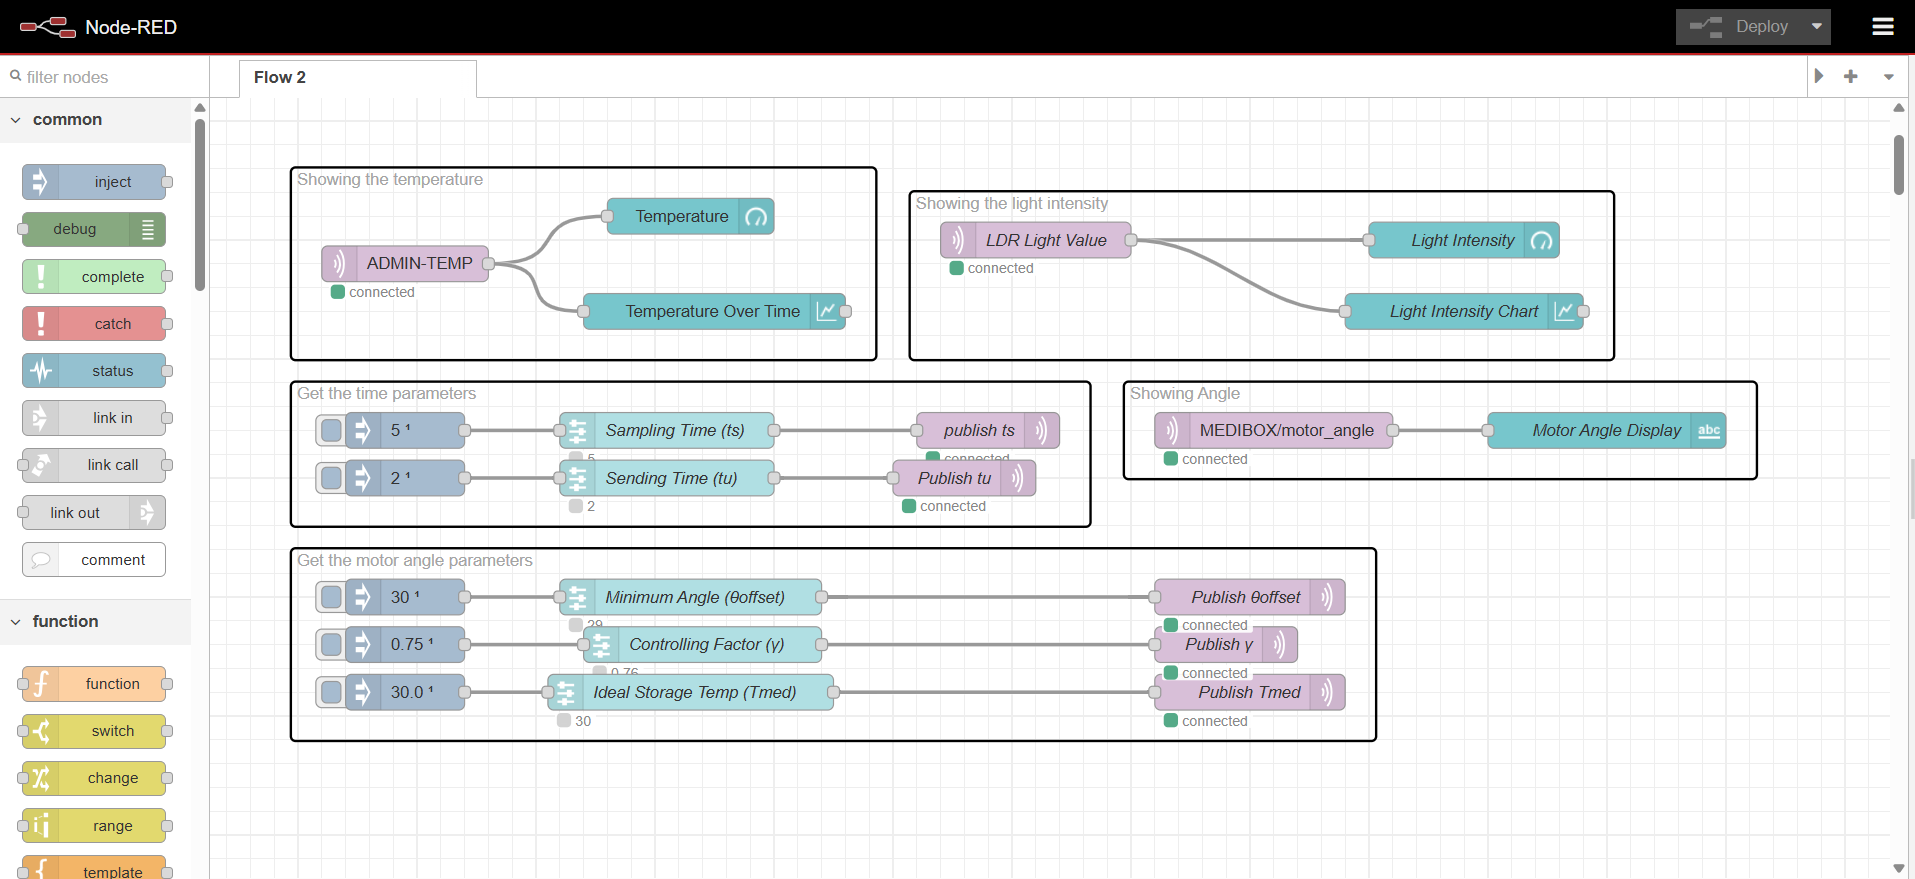 Node-RED
Deploy
filter nodes
Flow 2
common
inject
debug
complete
catch
status
link in
link call
link out
comment
function
function
switch
change
range
template
Showing the temperature
ADMIN-TEMP
connected
Temperature
Temperature Over Time
Showing the light intensity
LDR Light Value
connected
Light Intensity
Light Intensity Chart
Get the time parameters
5 ¹
Sampling Time (ts)
5
publish ts
connected
2 ¹
Sending Time (tu)
2
Publish tu
connected
Showing Angle
MEDIBOX/motor_angle
connected
Motor Angle Display
abc
Get the motor angle parameters
30 ¹
Minimum Angle (θoffset)
29
Publish θoffset
connected
0.75 ¹
Controlling Factor (γ)
0.76
Publish γ
connected
30.0 ¹
Ideal Storage Temp (Tmed)
30
Publish Tmed
connected